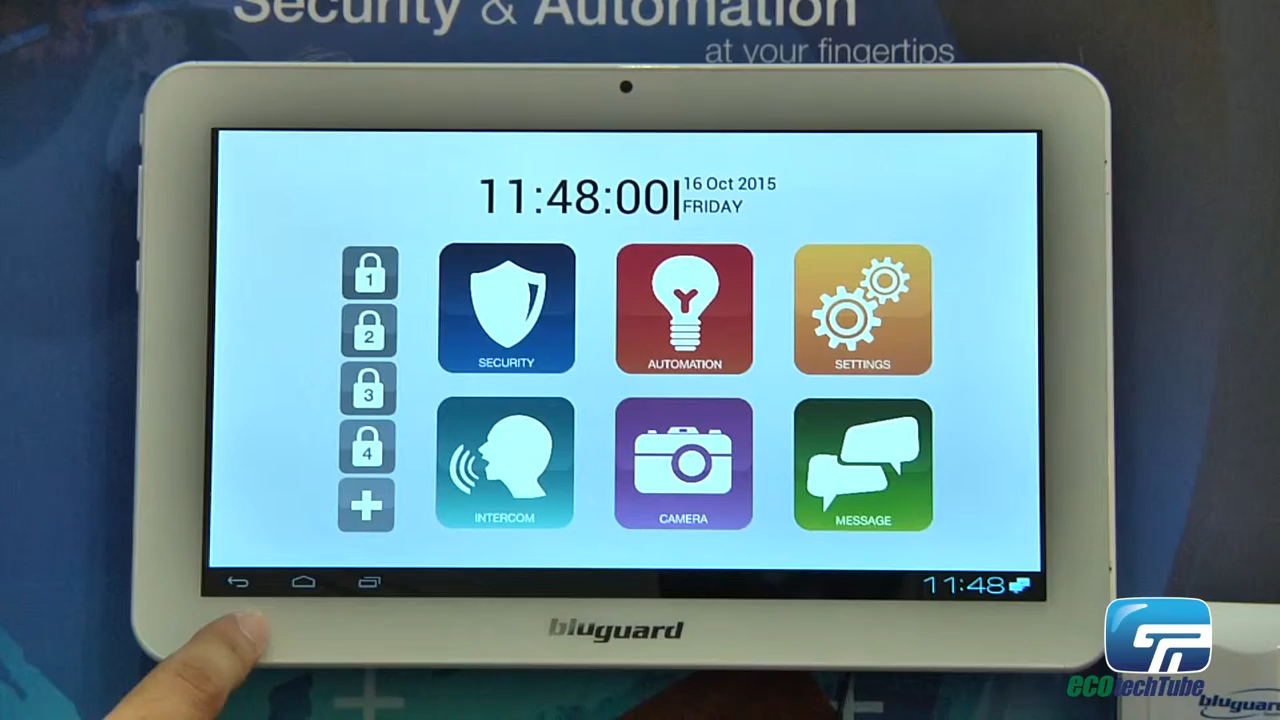 Security & Automation
at your fingertips
11:48:00
16 Oct 2015
FRIDAY
1
SECURITY
AUTOMATION
SETTINGS
2
3
4
INTERCOM
CAMERA
MESSAGE
11:48
bluguard
ecoTechTube
bluguar